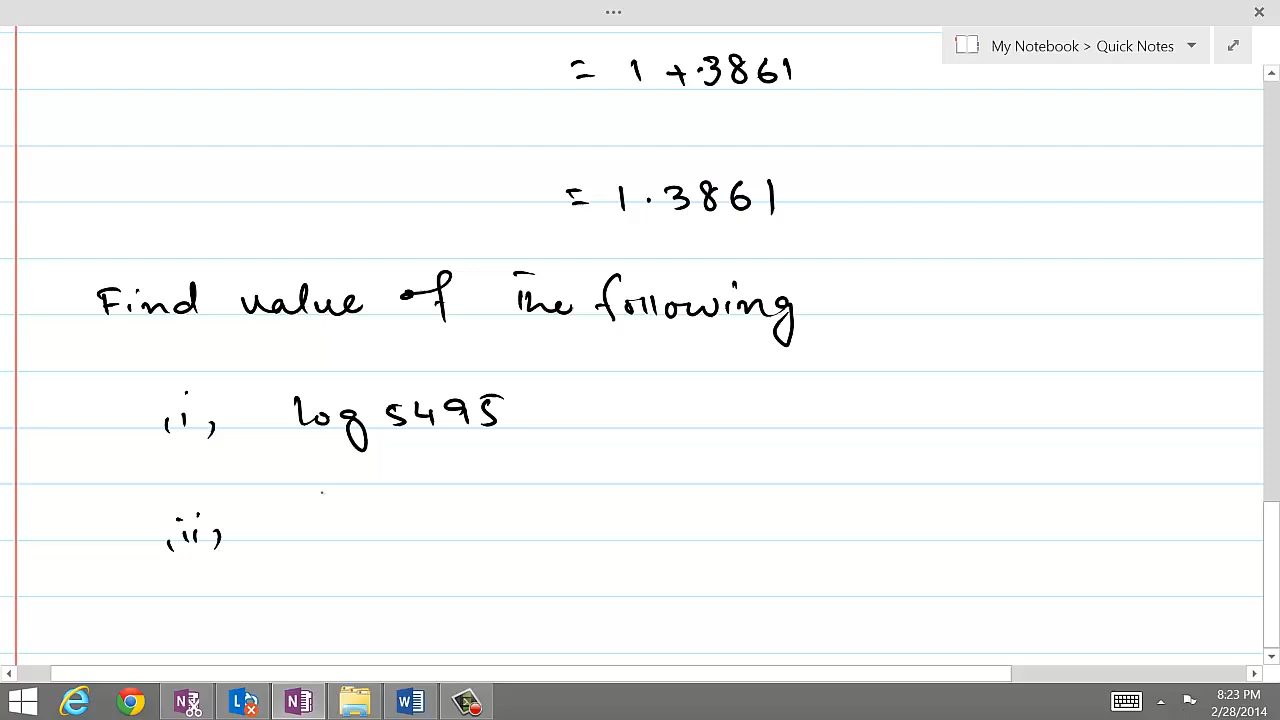 My Notebook > Quick Notes
= 1 + .3861
= 1.3861
Find value of the following
(i) log 5495
(ii)
8:23 PM
2/28/2014